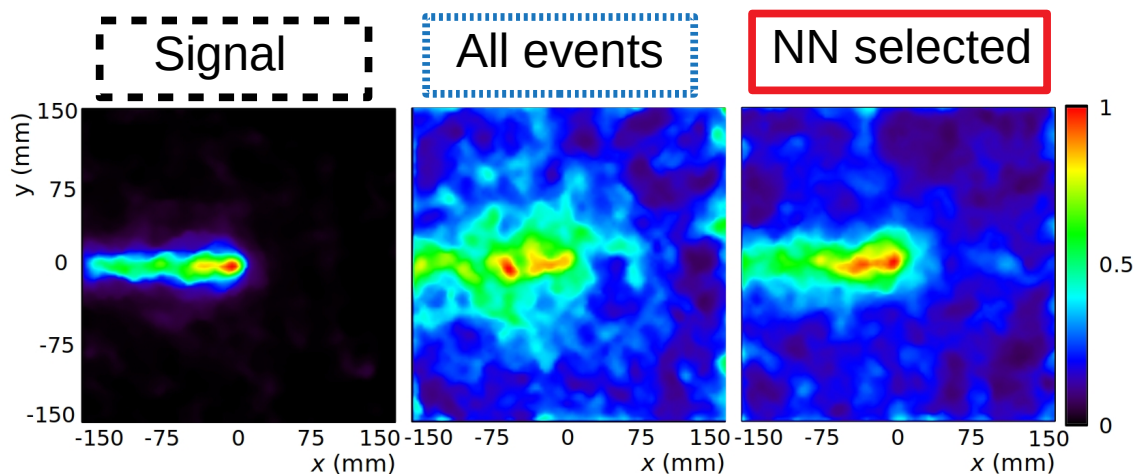 Signal
All events
NN selected
150
75
0
-75
-150
y (mm)
-150 -75 0 75 150
x (mm)
-150 -75 0 75 150
x (mm)
-150 -75 0 75 150
x (mm)
1
0.5
0